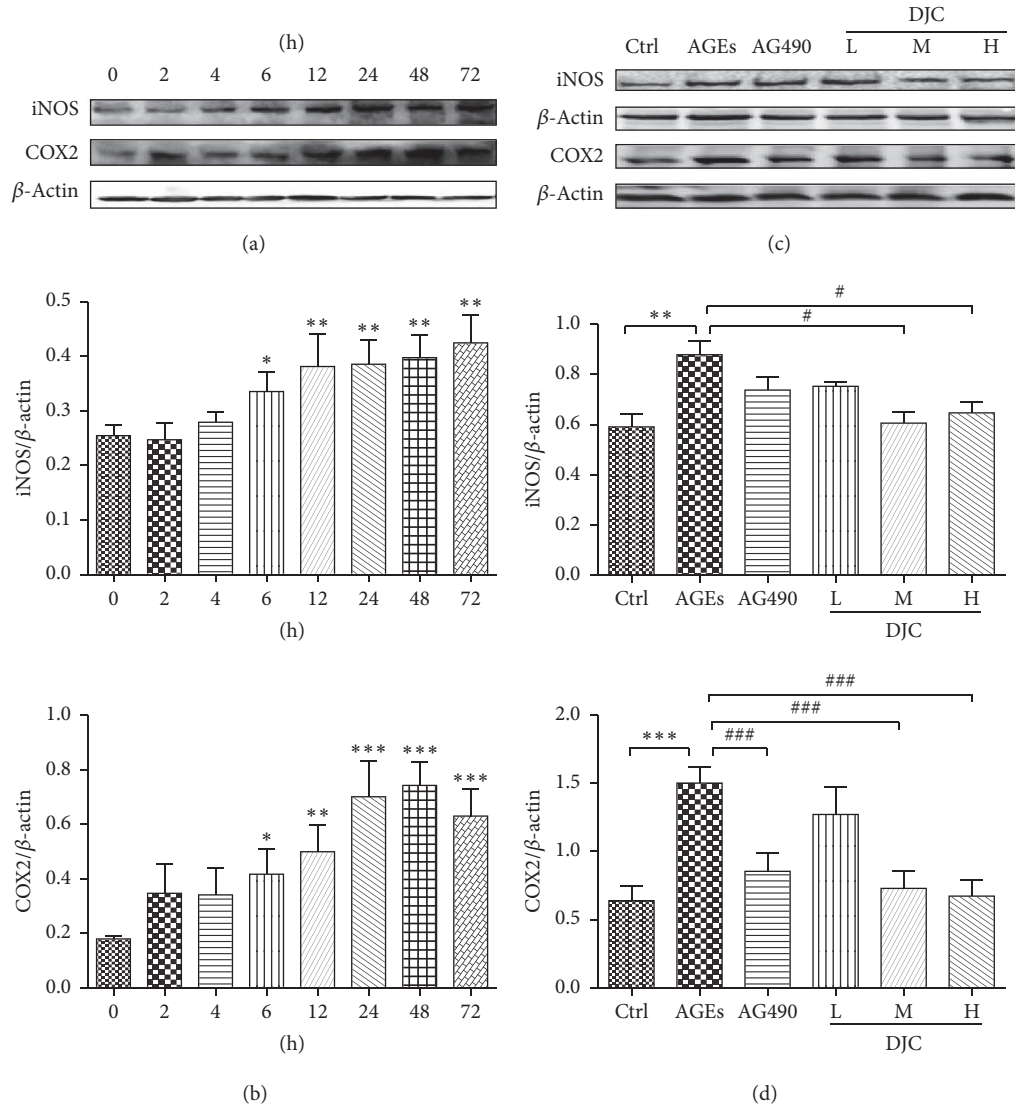 (h)
0 2 4 6 12 24 48 72
iNOS
COX2
β-Actin
(a)
DJC
Ctrl AGEs AG490 L M H
iNOS
β-Actin
COX2
β-Actin
(c)
iNOS/β-actin
0.5
0.4
0.3
0.2
0.1
0.0
* ** ** ** **
0 2 4 6 12 24 48 72
(h)
iNOS/β-actin
1.0
0.8
0.6
0.4
0.2
0.0
#
** #
Ctrl AGEs AG490 L M H
DJC
COX2/β-actin
1.0
0.8
0.6
0.4
0.2
0.0
* ** *** *** ***
0 2 4 6 12 24 48 72
(h)
(b)
COX2/β-actin
2.0
1.5
1.0
0.5
0.0
###
###
*** ###
Ctrl AGEs AG490 L M H
DJC
(d)